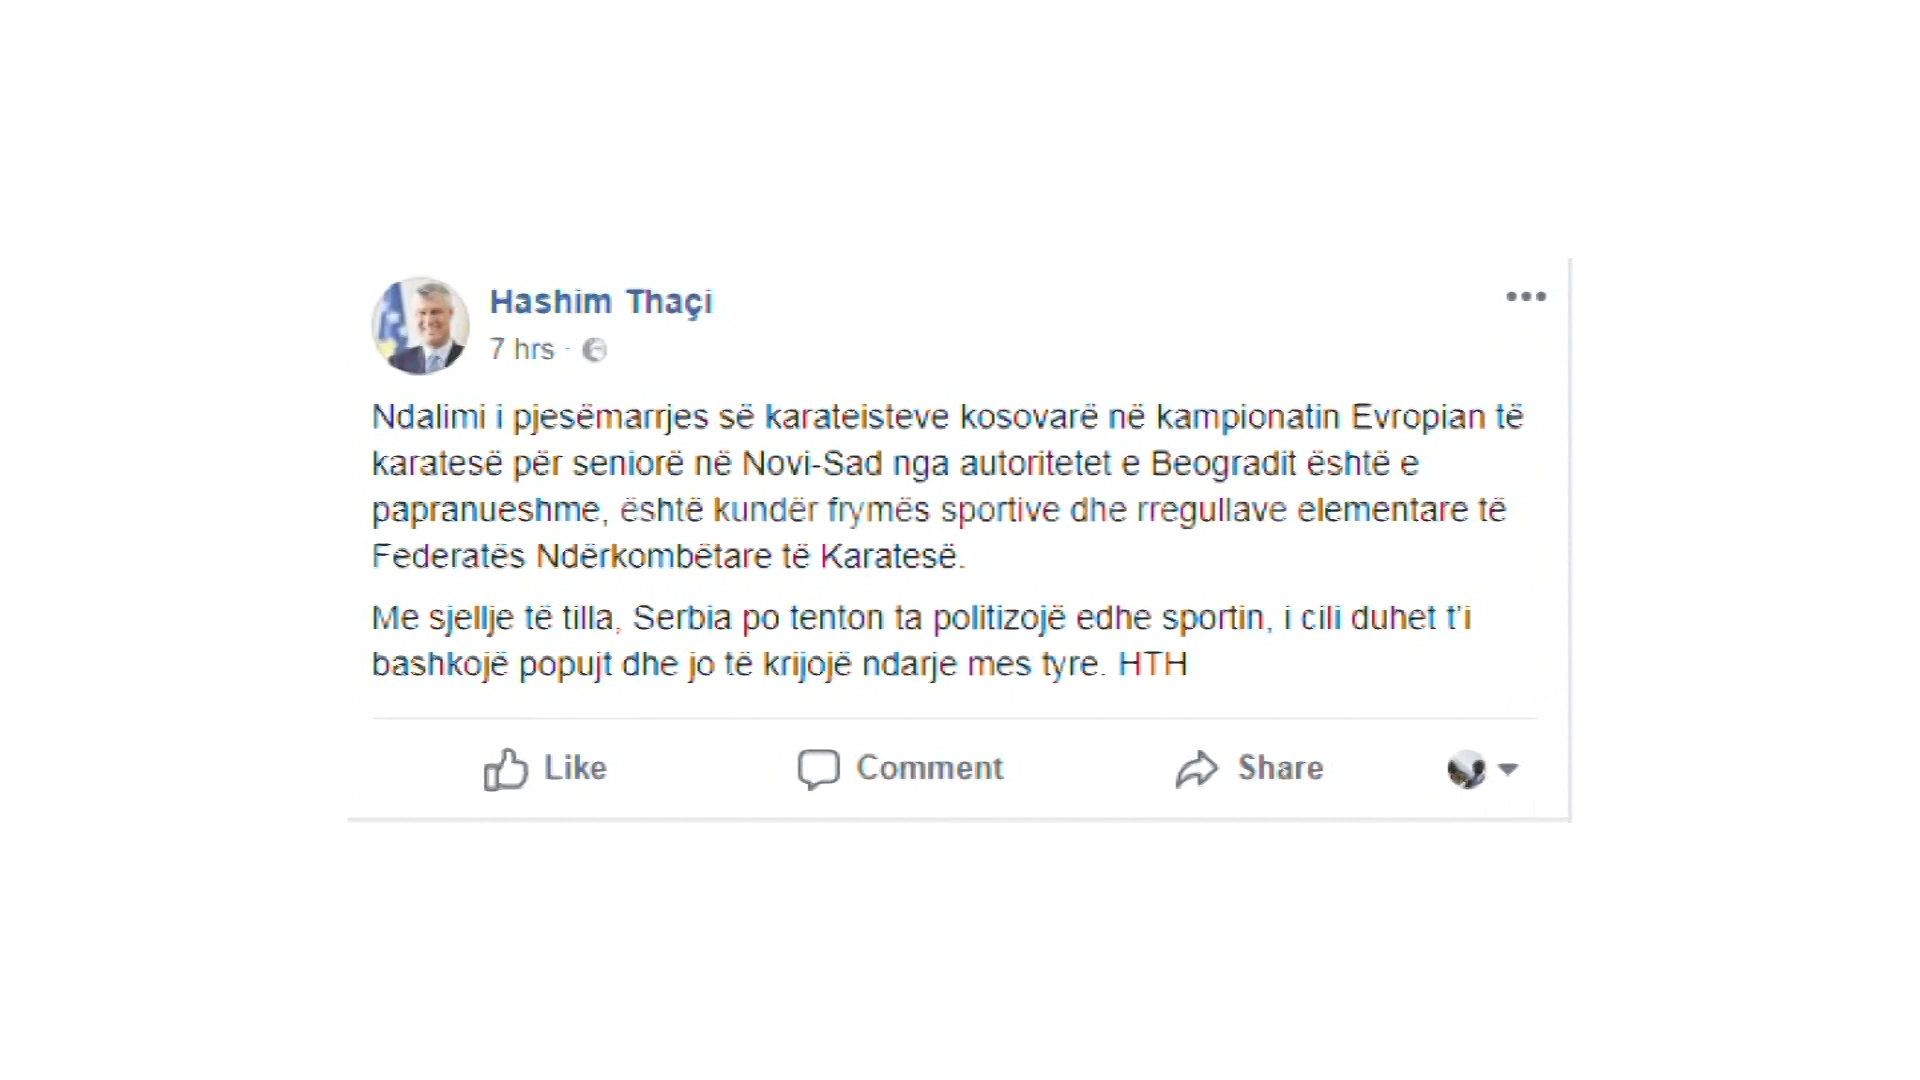 Hashim Thaçi
7 hrs ·
Ndalimi i pjesëmarrjes së karateisteve kosovarë në kampionatin Evropian të
karatesë për seniorë në Novi-Sad nga autoritetet e Beogradit është e
papranueshme, është kundër frymës sportive dhe rregullave elementare të
Federatës Ndërkombëtare të Karatesë.
Me sjellje të tilla, Serbia po tenton ta politizojë edhe sportin, i cili duhet t'i
bashkojë popujt dhe jo të krijojë ndarje mes tyre. HTH
Like Comment Share